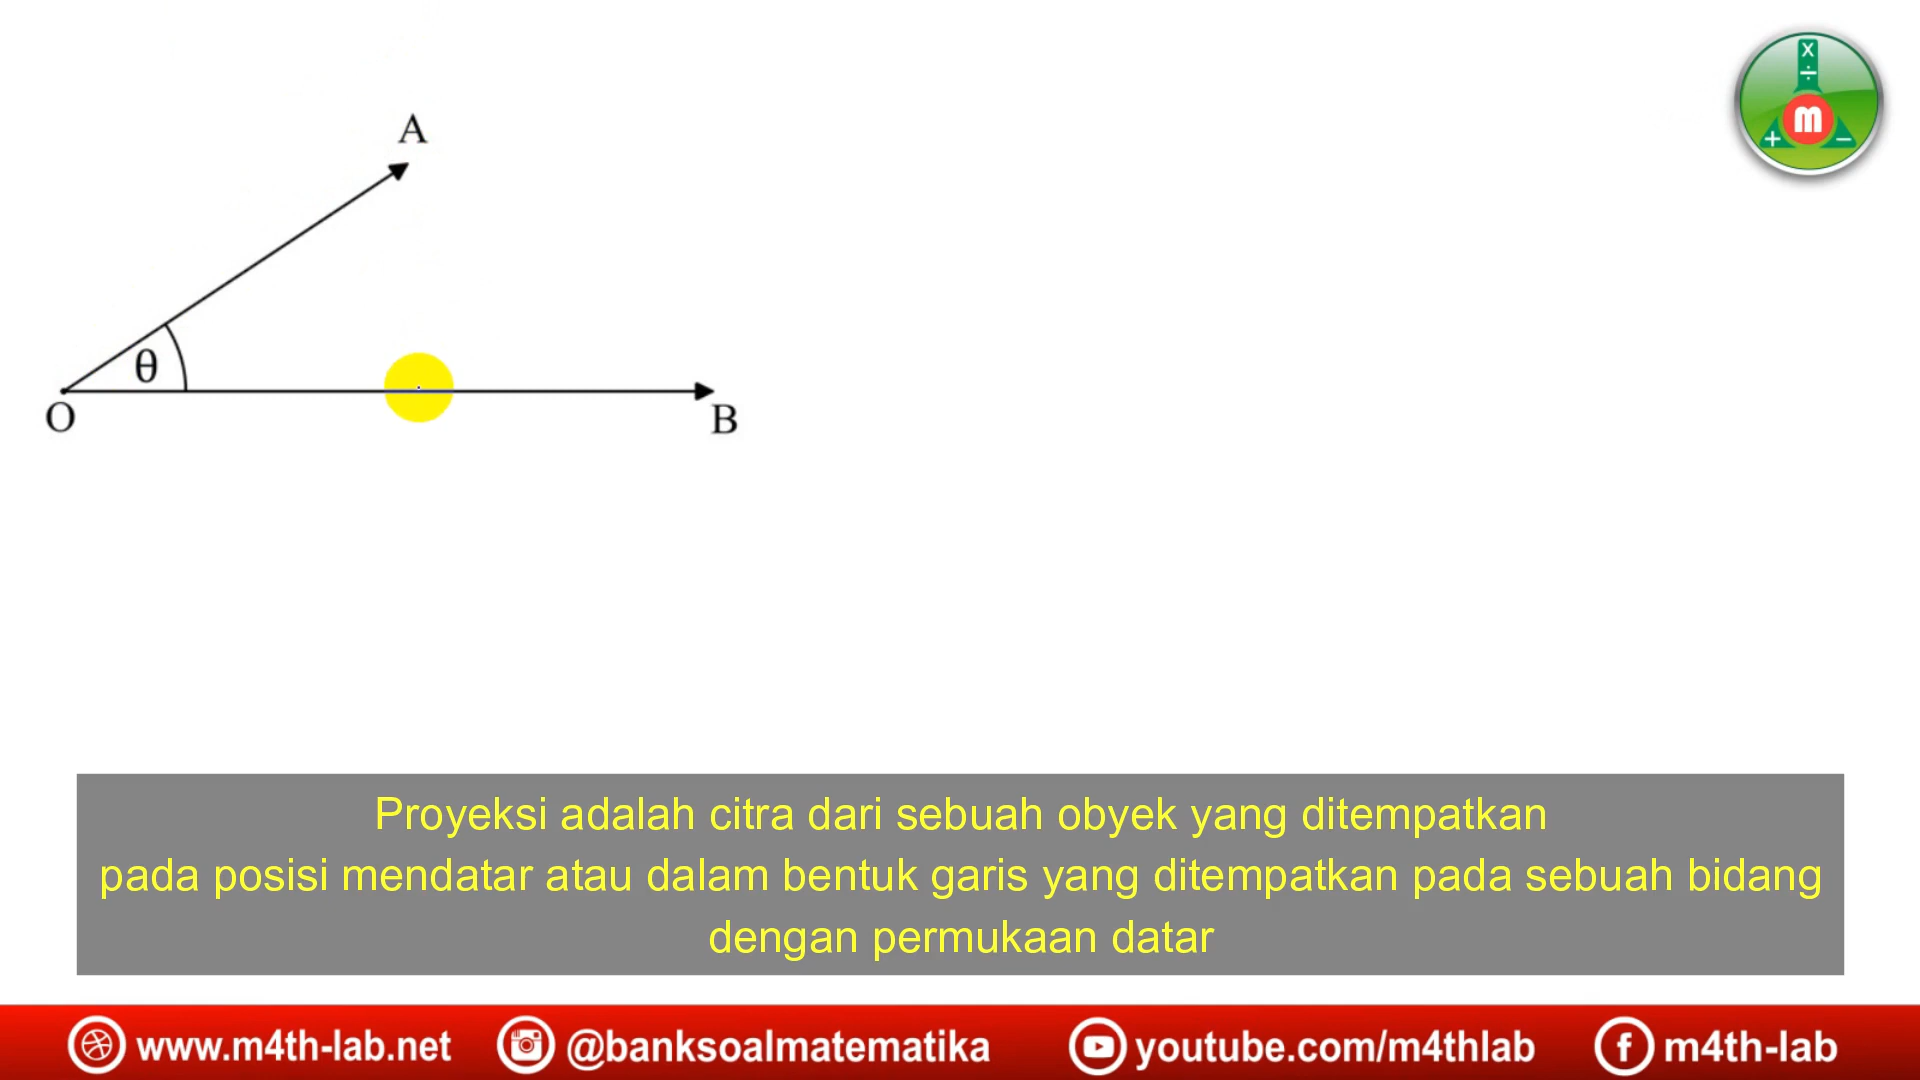 A
θ
O
B
x
÷
m
+ −
Proyeksi adalah citra dari sebuah obyek yang ditempatkan
pada posisi mendatar atau dalam bentuk garis yang ditempatkan pada sebuah bidang
dengan permukaan datar
www.m4th-lab.net @banksoalmatematika youtube.com/m4thlab f m4th-lab